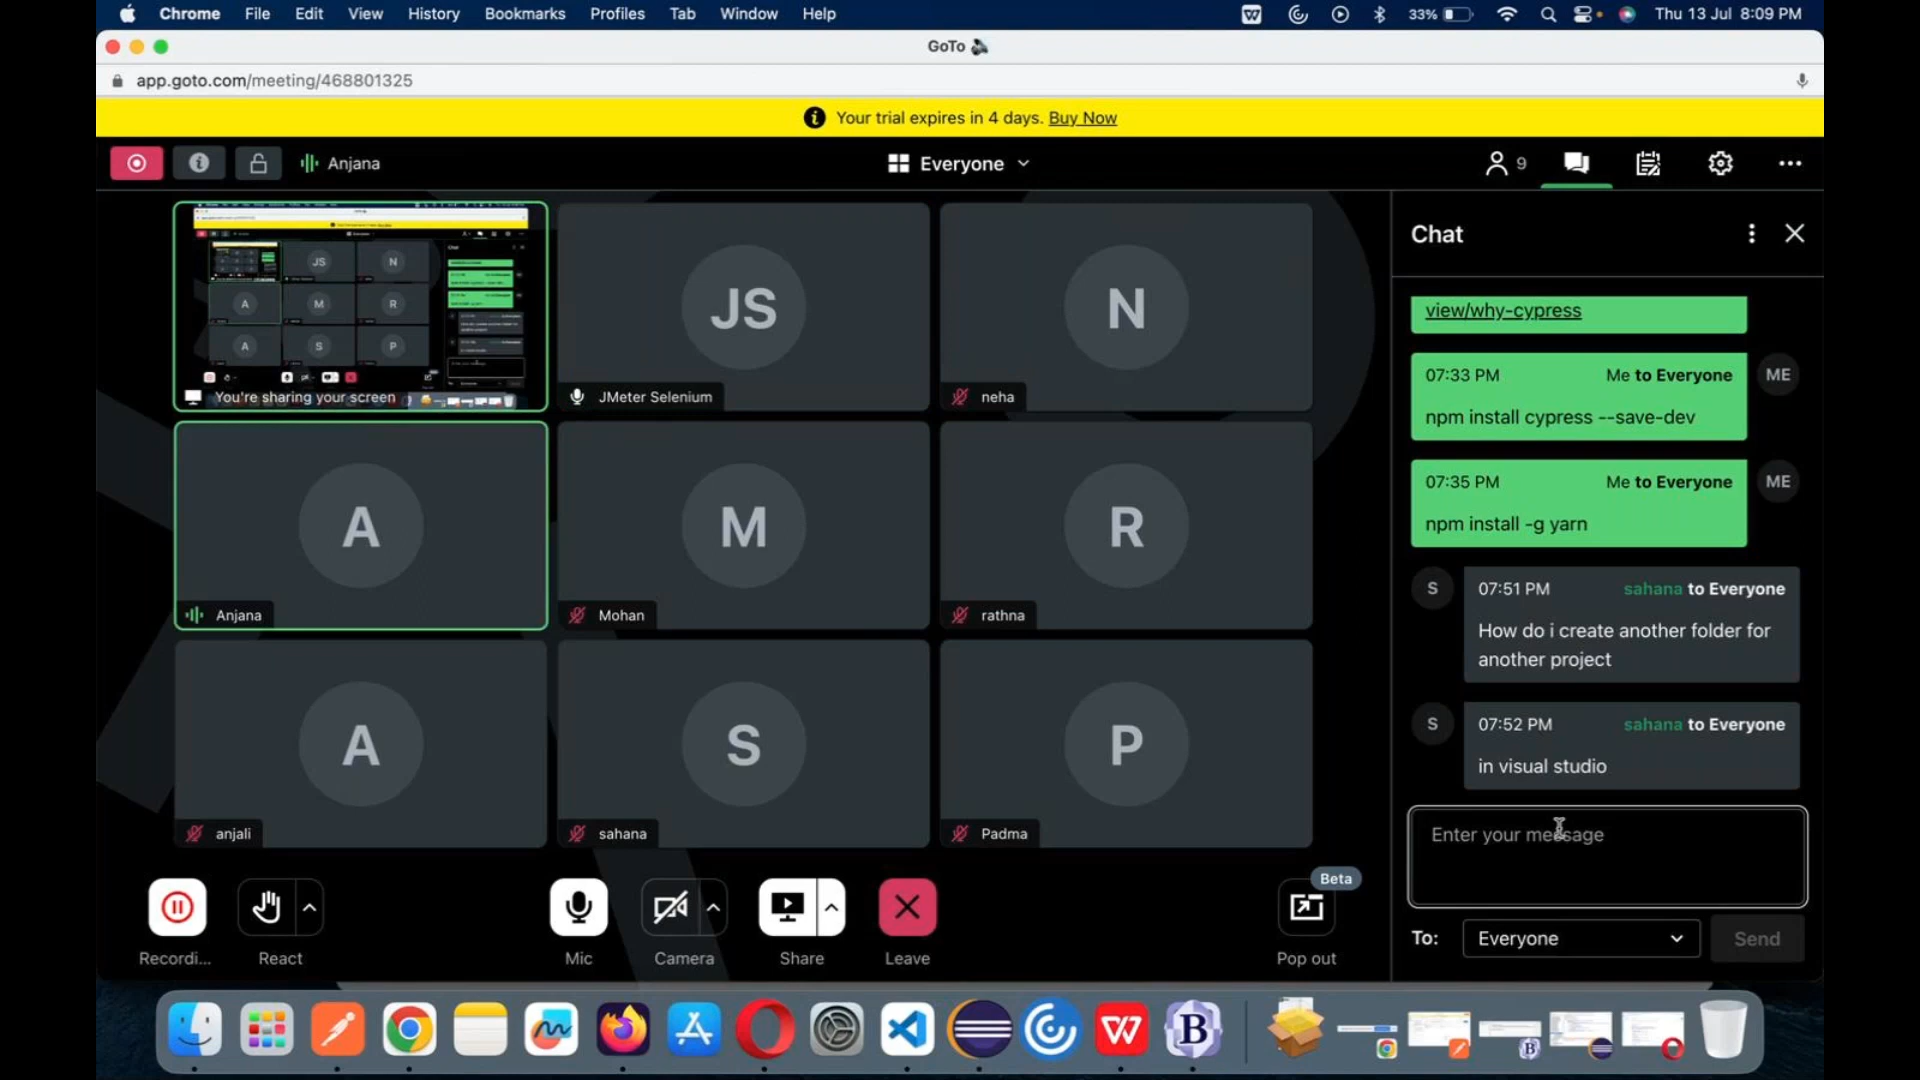 Chrome File Edit View History Bookmarks Profiles Tab Window Help 33% Thu 13 Jul 8:09 PM
GoTo
app.goto.com/meeting/468801325
Your trial expires in 4 days. Buy Now
Anjana
Everyone
9
Chat
JS
N
A
M
R
A
S
P
You're sharing your screen
JS
JMeter Selenium
N
neha
A
Anjana
M
Mohan
R
rathna
A
anjali
S
sahana
P
Padma
view/why-cypress
07:33 PM Me to Everyone
ME
npm install cypress --save-dev
07:35 PM Me to Everyone
ME
npm install -g yarn
S
07:51 PM sahana to Everyone
How do i create another folder for
another project
S
07:52 PM sahana to Everyone
in visual studio
Enter your message
To: Everyone Send
Recordi...
React
Mic
Camera
Share
Leave
Beta
Pop out
W
B